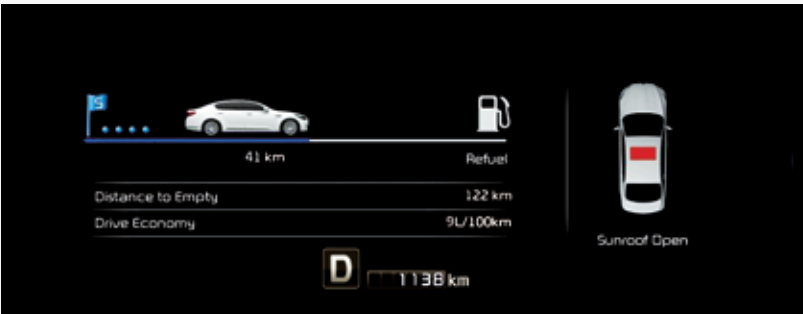 S
41 km
Refuel
Distance to Empty 122 km
Drive Economy 9L/100km
Sunroof Open
D 1138 km